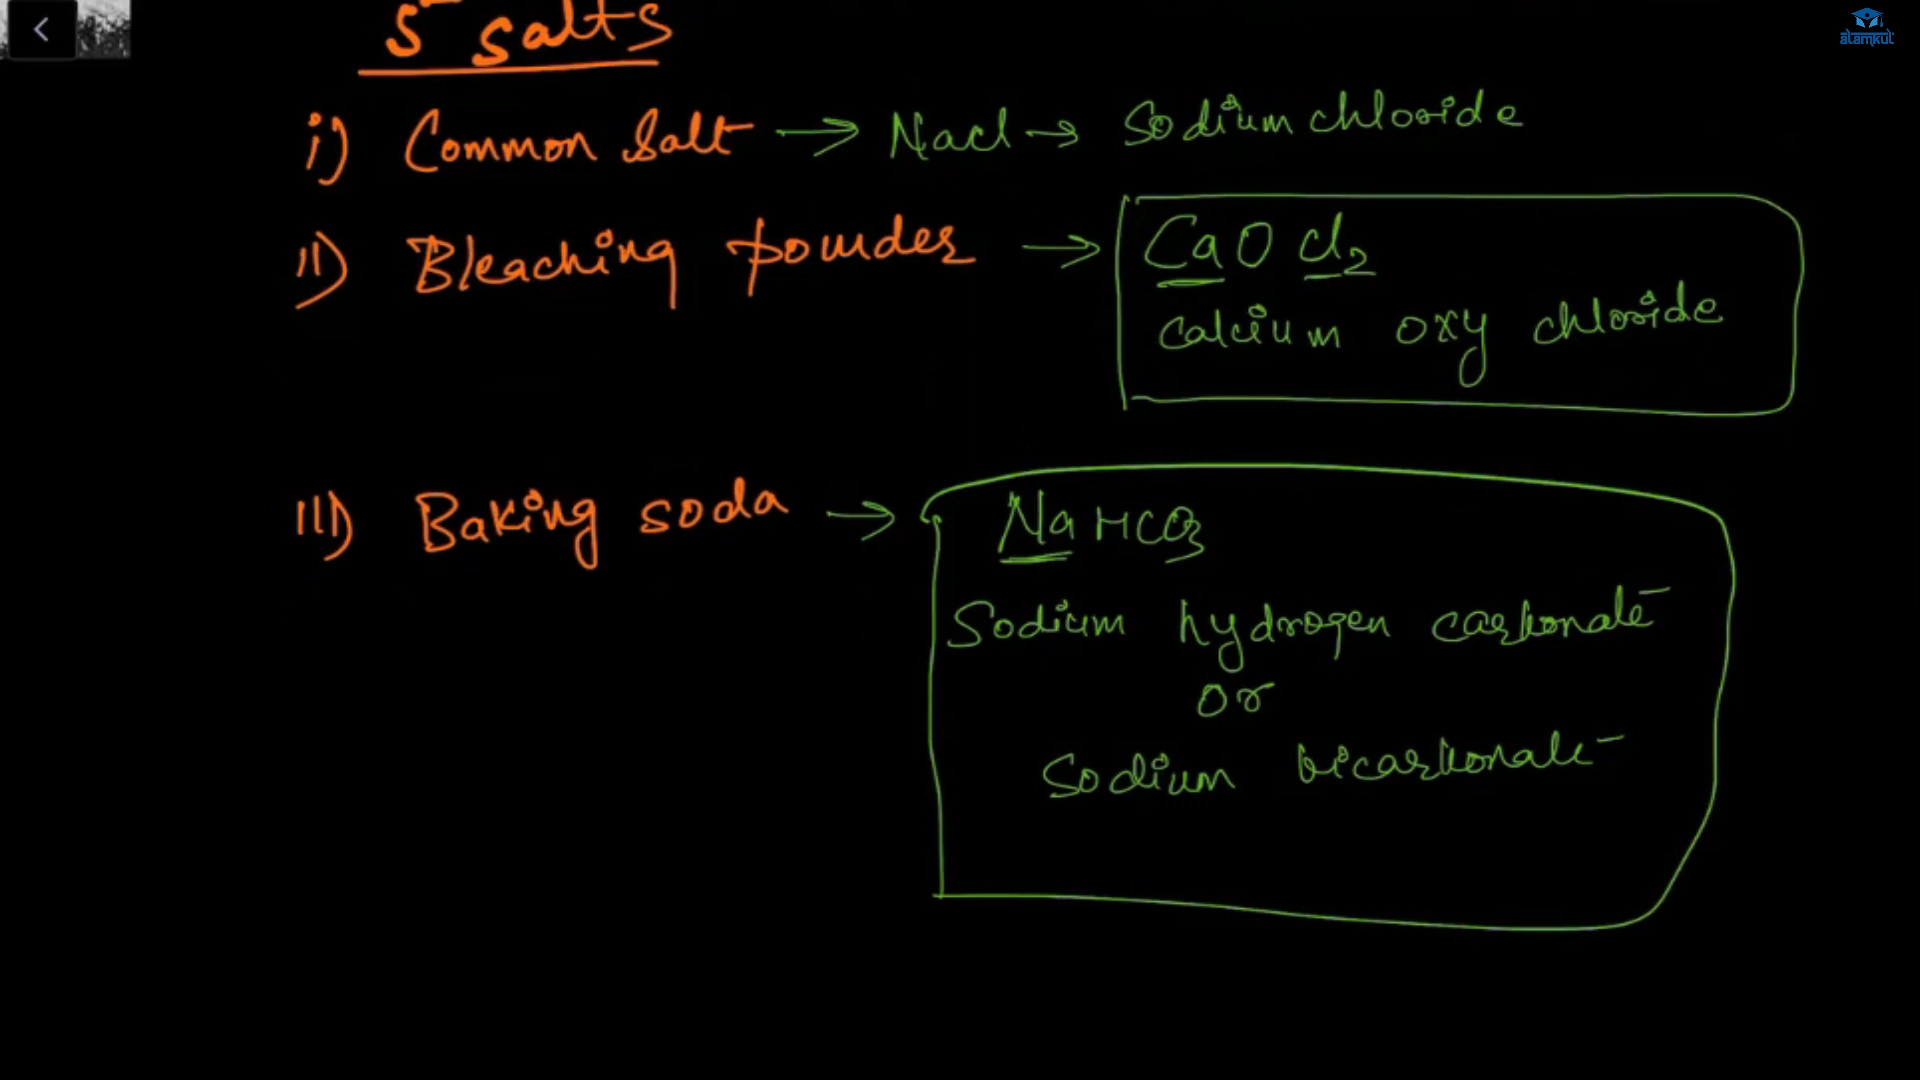 alamkul
5 salts
i) Common Salt → Nacl → Sodium chloride
II) Bleaching powder → CaOCl2
calcium oxy chloride
III) Baking soda → NaHCO3
Sodium hydrogen carbonate
or
Sodium bicarbonate